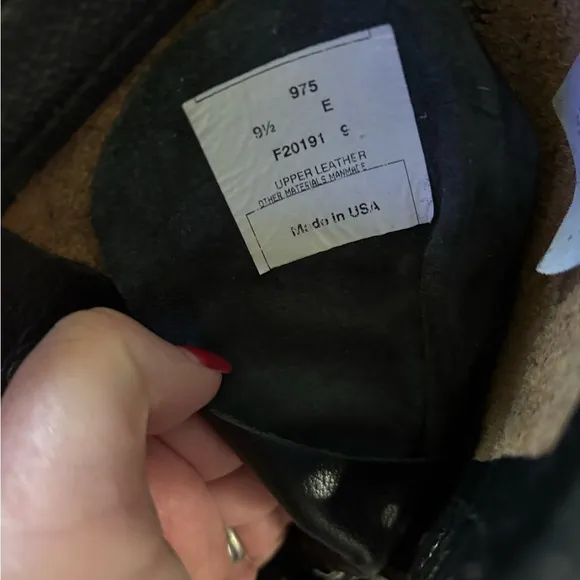 975
9½ E
F20191 9
UPPER LEATHER
OTHER MATERIALS MANMADE
Made in USA